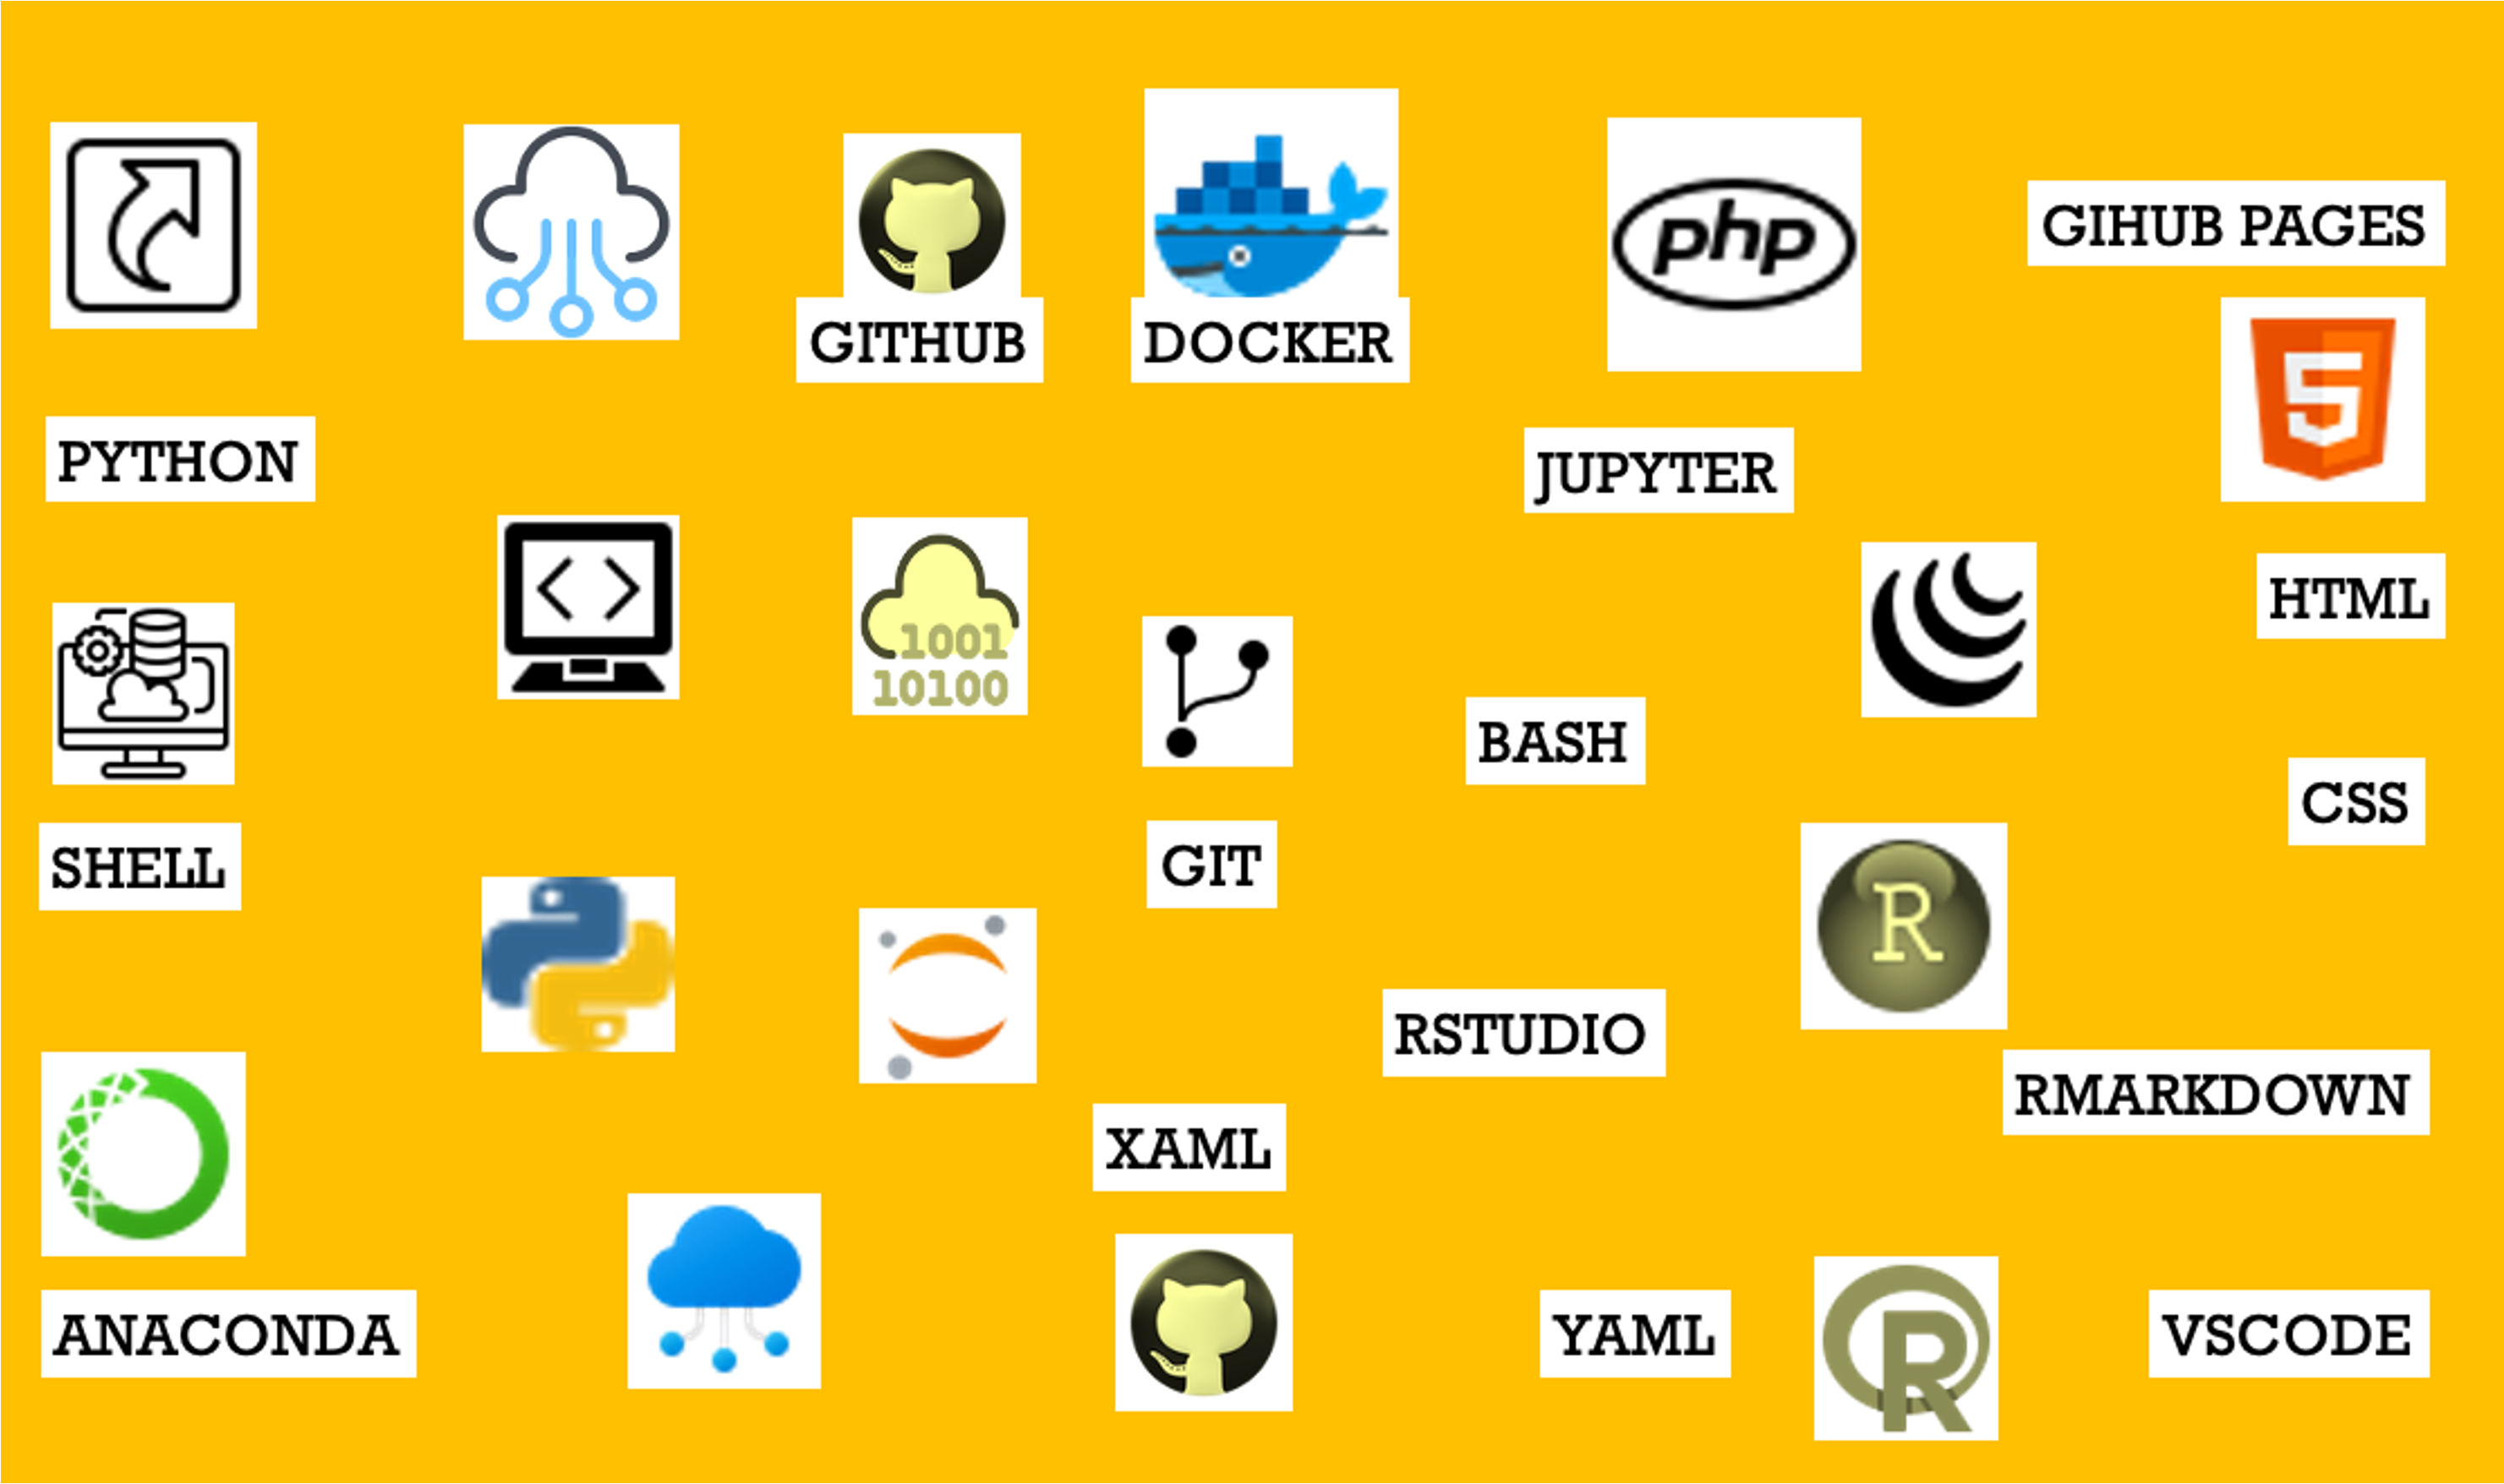 php
GIHUB PAGES
GITHUB
DOCKER
5
PYTHON
JUPYTER
HTML
1001
10100
BASH
CSS
SHELL
GIT
R
RSTUDIO
RMARKDOWN
XAML
ANACONDA
YAML
R
VSCODE